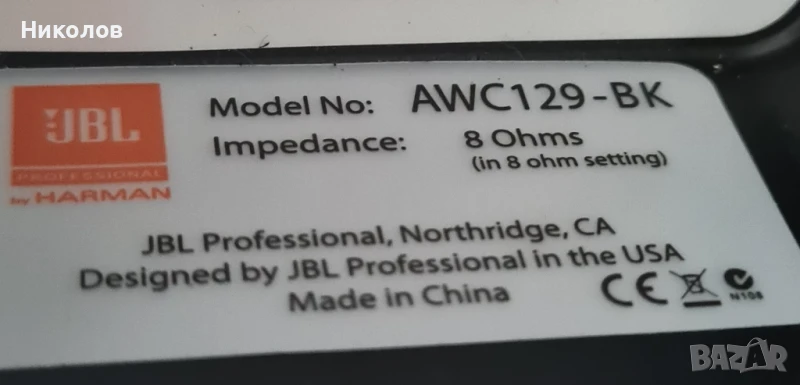 Николов
JBL
PROFESSIONAL
by HARMAN
Model No: AWC129-BK
Impedance: 8 Ohms
(in 8 ohm setting)
JBL Professional, Northridge, CA
Designed by JBL Professional in the USA
Made in China
CE
N108
BAZAR